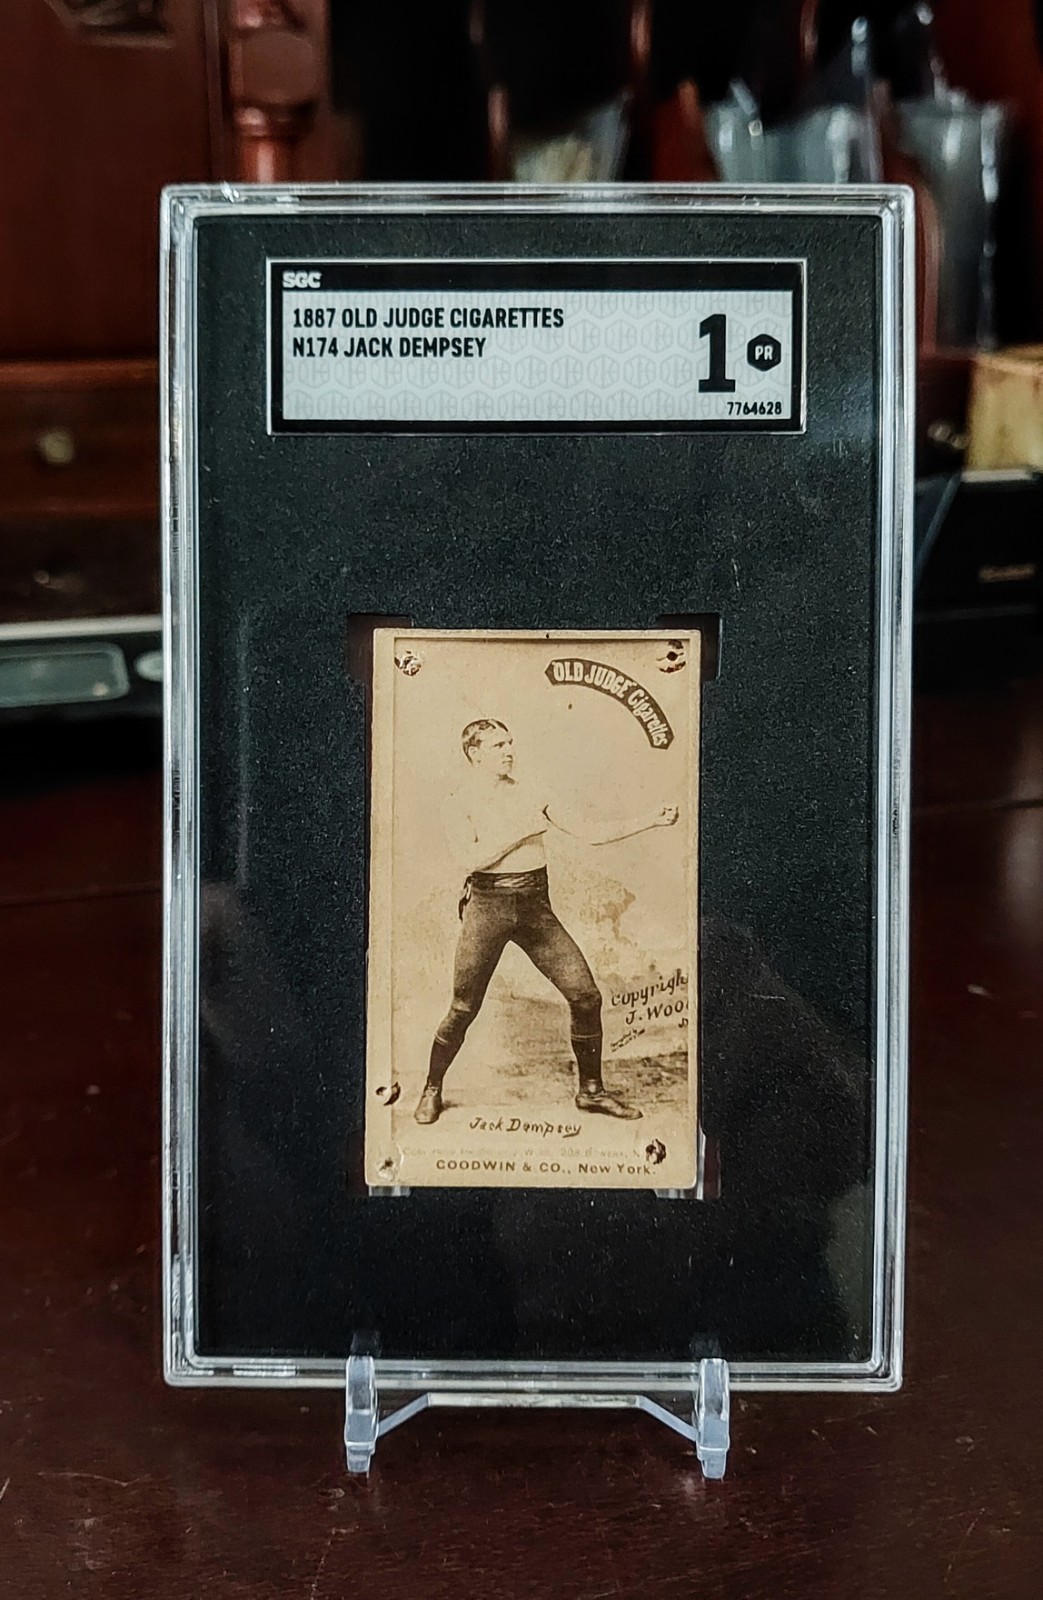 SGC
1887 OLD JUDGE CIGARETTES
N174 JACK DEMPSEY
1 PR
7764628
OLD JUDGE Cigarettes
Copyrigh
J. Woo
Jack Dempsey
GOODWIN & CO., New York.